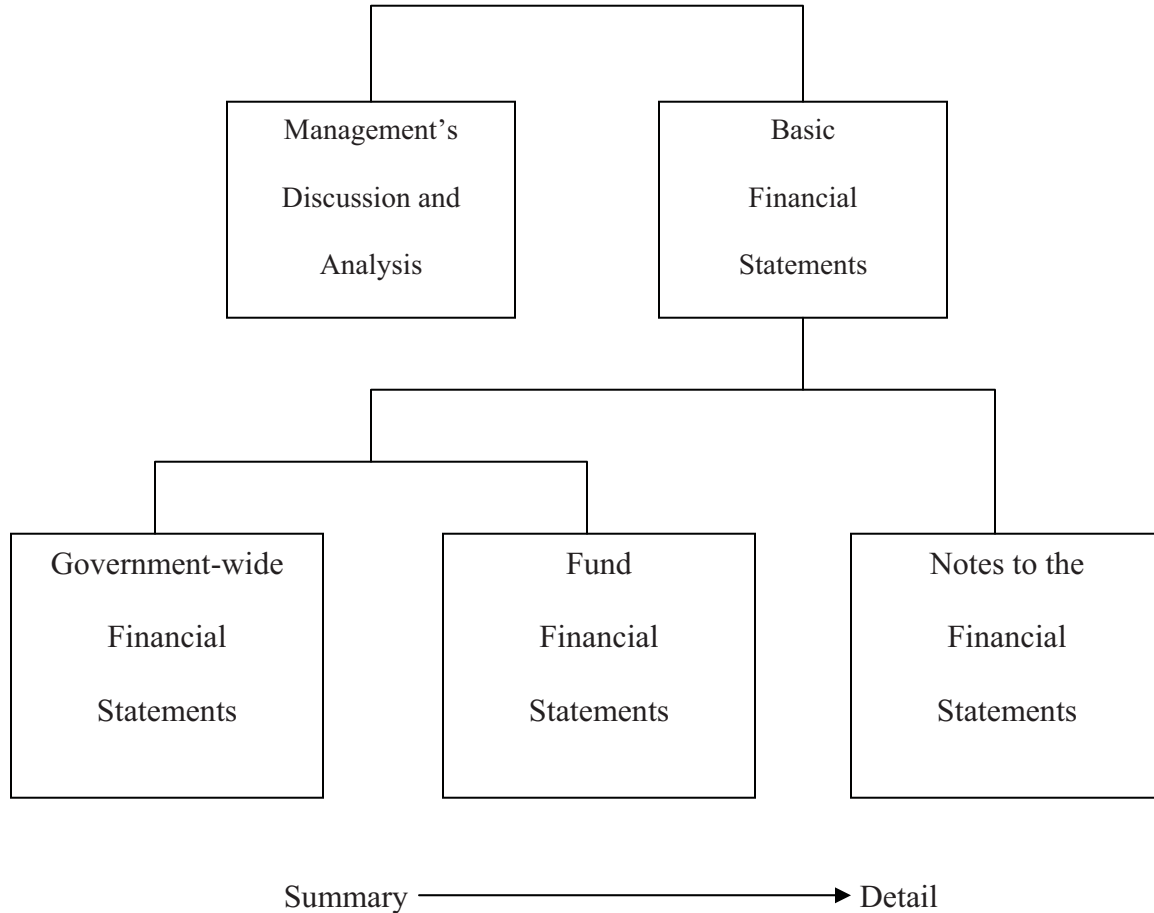 Management’s
Discussion and
Analysis
Basic
Financial
Statements
Government-wide
Financial
Statements
Fund
Financial
Statements
Notes to the
Financial
Statements
Summary
Detail